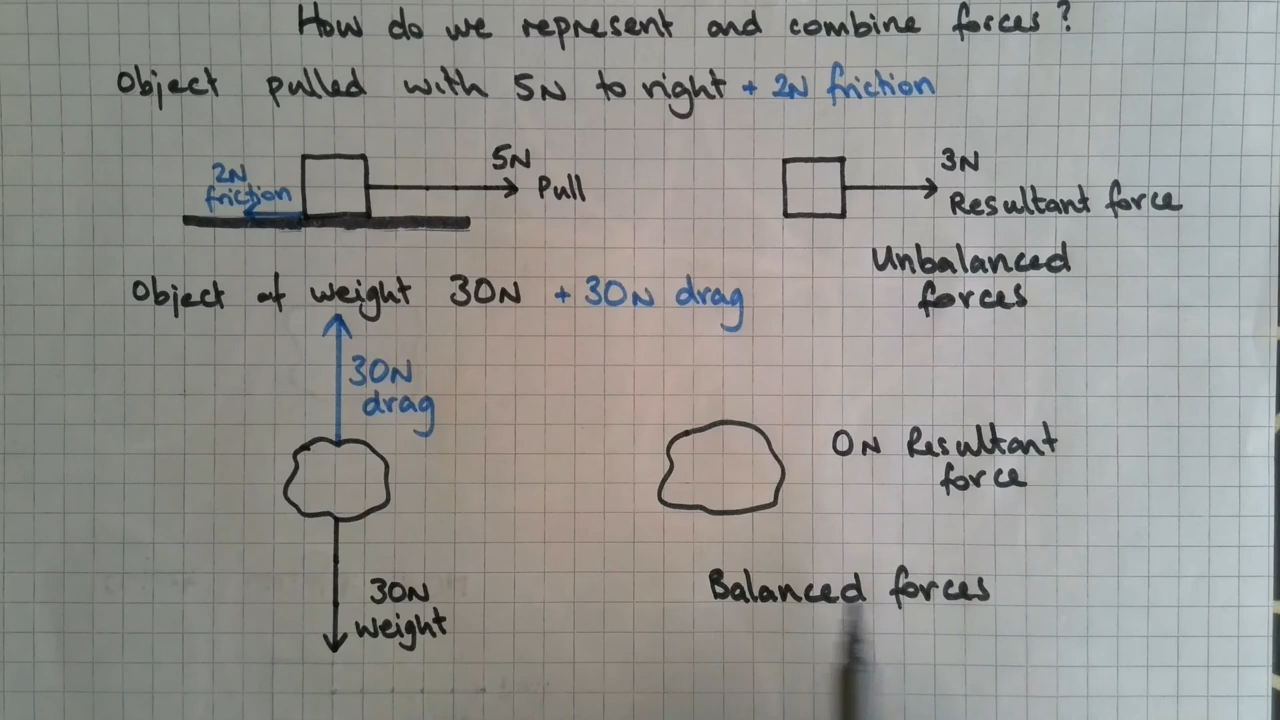 How do we represent and combine forces?
Object pulled with 5N to right + 2N friction
2N
friction
5N
Pull
3N
Resultant force
Unbalanced
forces
Object of weight 30N + 30N drag
30N
drag
0N Resultant
force
30N
weight
Balanced forces